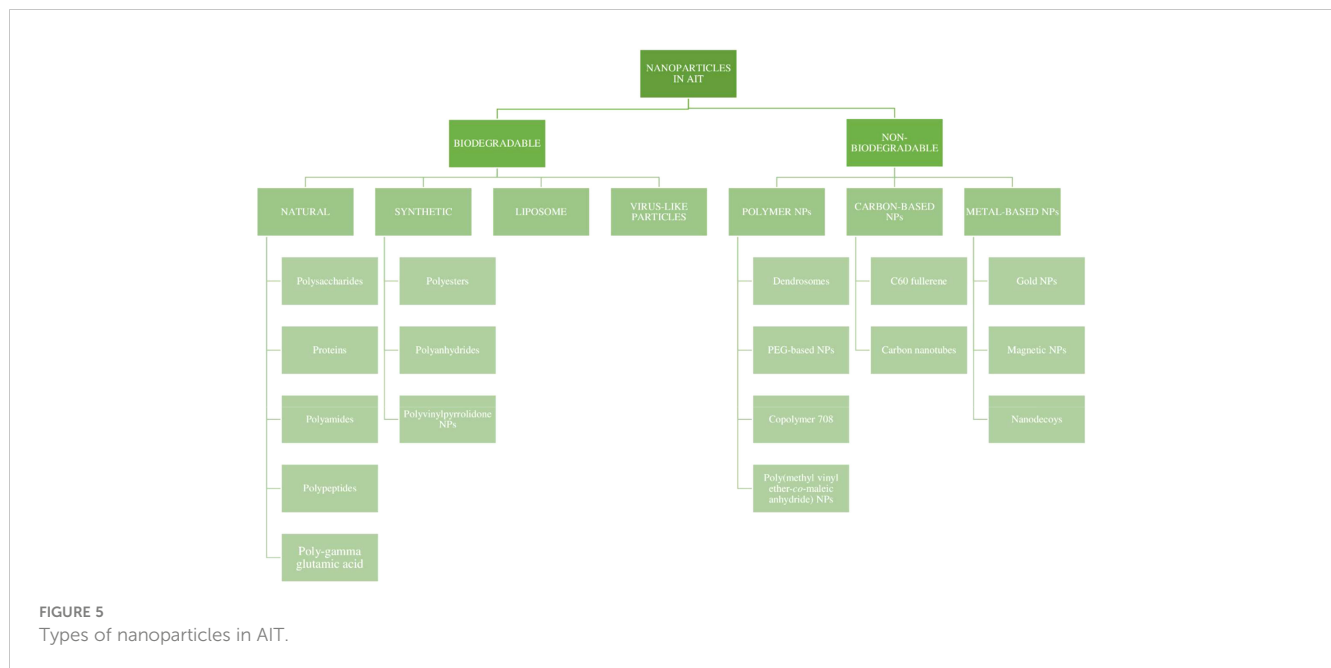 NANOPARTICLES
IN AIT
BIODEGRADABLE
NON-
BIODEGRADABLE
NATURAL
SYNTHETIC
LIPOSOME
VIRUS-LIKE
PARTICLES
POLYMER NPs
CARBON-BASED
NPs
METAL-BASED NPs
Polysaccharides
Polyesters
Dendrosomes
C60 fullerene
Gold NPs
Proteins
Polyanhydrides
PEG-based NPs
Carbon nanotubes
Magnetic NPs
Polyamides
Polyvinylpyrrolidone
NPs
Copolymer 708
Nanodecoys
Polypeptides
Poly(methyl vinyl
ether-co-maleic
anhydride) NPs
Poly-gamma
glutamic acid
FIGURE 5
Types of nanoparticles in AIT.